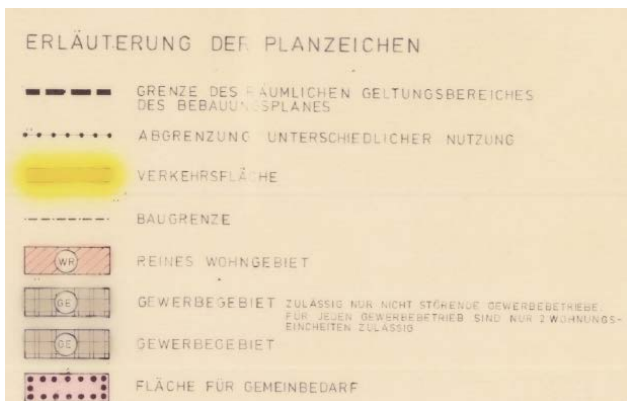 ERLÄUTERUNG DER PLANZEICHEN
GRENZE DES RÄUMLICHEN GELTUNGSBEREICHES
DES BEBAUUNGSPLANES
ABGRENZUNG UNTERSCHIEDLICHER NUTZUNG
VERKEHRSFLÄCHE
BAUGRENZE
WR REINES WOHNGEBIET
GE GEWERBEGEBIET ZULÄSSIG NUR NICHT STÖRENDE GEWERBEBETRIEBE
FÜR JEDEN GEWERBEBETRIEB SIND NUR 2 WOHNUNGS-
EINCHEITEN ZULÄSSIG
GE GEWERBEGEBIET
FLÄCHE FÜR GEMEINBEDARF